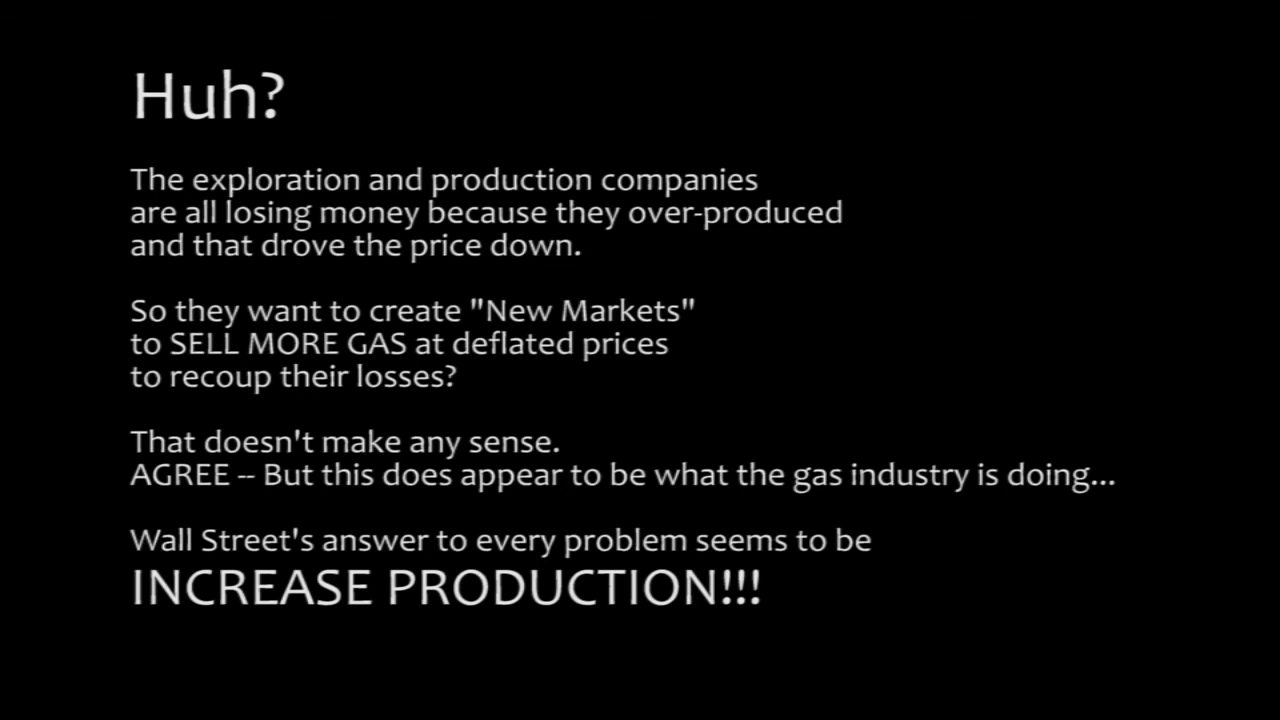 Huh?
The exploration and production companies
are all losing money because they over-produced
and that drove the price down.
So they want to create "New Markets"
to SELL MORE GAS at deflated prices
to recoup their losses?
That doesn't make any sense.
AGREE -- But this does appear to be what the gas industry is doing...
Wall Street's answer to every problem seems to be
INCREASE PRODUCTION!!!